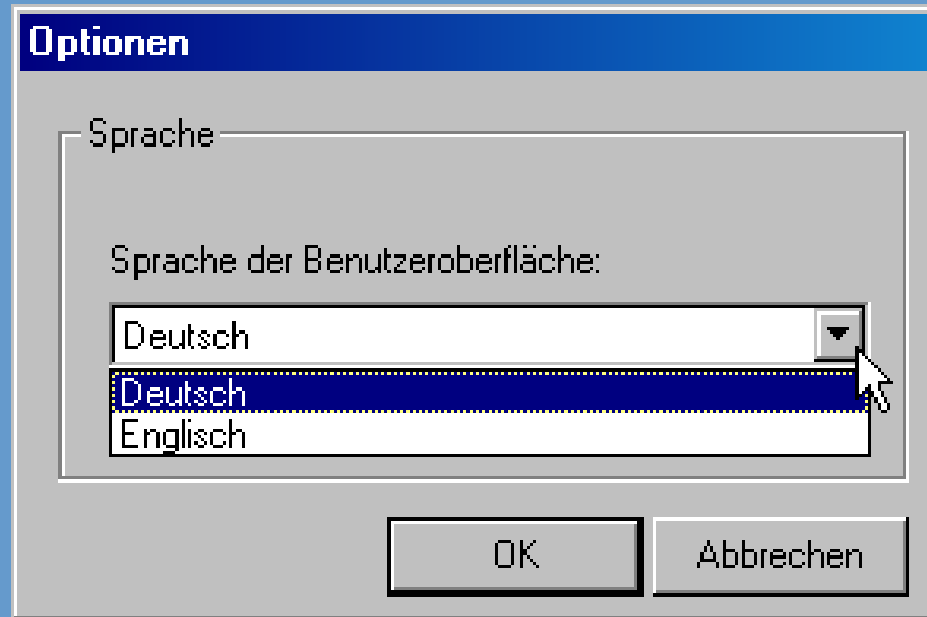 Optionen
Sprache
Sprache der Benutzeroberfläche:
Deutsch
Deutsch
Englisch
OK Abbrechen